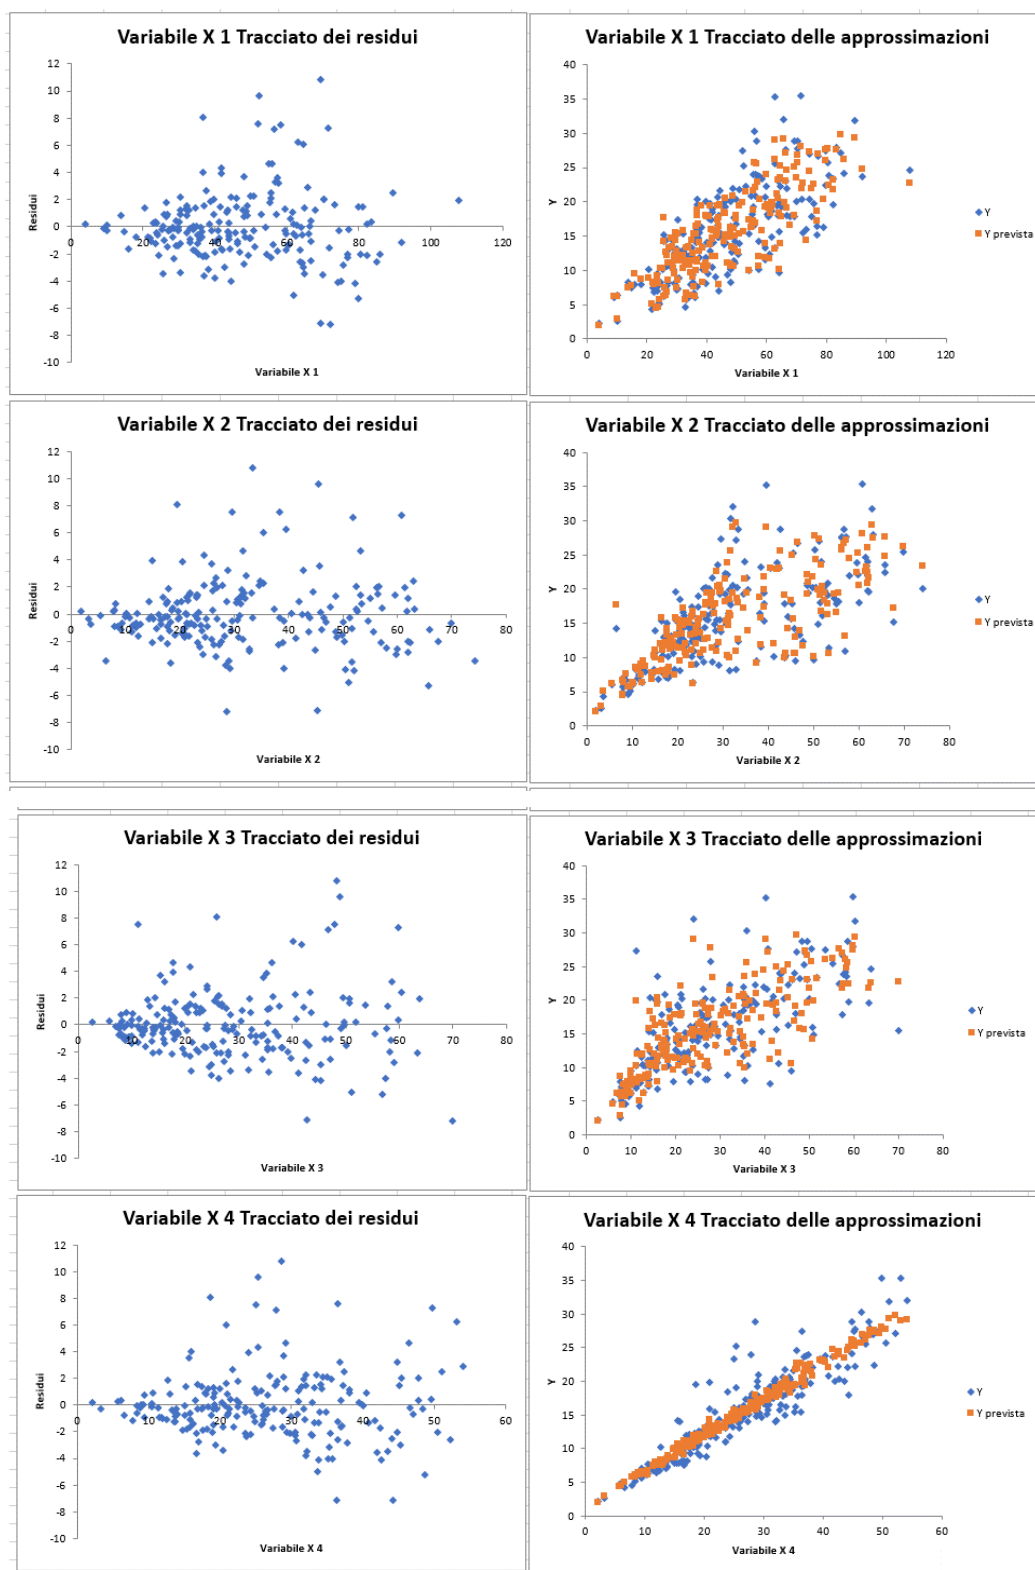 Variabile X 1 Tracciato dei residui
Residui
12
10
8
6
4
2
0
-2
-4
-6
-8
-10
0 20 40 60 80 100 120
Variabile X 1
Variabile X 1 Tracciato delle approssimazioni
Y
40
35
30
25
20
15
10
5
0
0 20 40 60 80 100 120
Variabile X 1
Y
Y prevista
Variabile X 2 Tracciato dei residui
Residui
12
10
8
6
4
2
0
-2
-4
-6
-8
-10
0 10 20 30 40 50 60 70 80
Variabile X 2
Variabile X 2 Tracciato delle approssimazioni
Y
40
35
30
25
20
15
10
5
0
0 10 20 30 40 50 60 70 80
Variabile X 2
Y
Y prevista
Variabile X 3 Tracciato dei residui
Residui
12
10
8
6
4
2
0
-2
-4
-6
-8
-10
0 10 20 30 40 50 60 70 80
Variabile X 3
Variabile X 3 Tracciato delle approssimazioni
Y
40
35
30
25
20
15
10
5
0
0 10 20 30 40 50 60 70 80
Variabile X 3
Y
Y prevista
Variabile X 4 Tracciato dei residui
Residui
12
10
8
6
4
2
0
-2
-4
-6
-8
-10
0 10 20 30 40 50 60
Variabile X 4
Variabile X 4 Tracciato delle approssimazioni
Y
40
35
30
25
20
15
10
5
0
0 10 20 30 40 50 60
Variabile X 4
Y
Y prevista